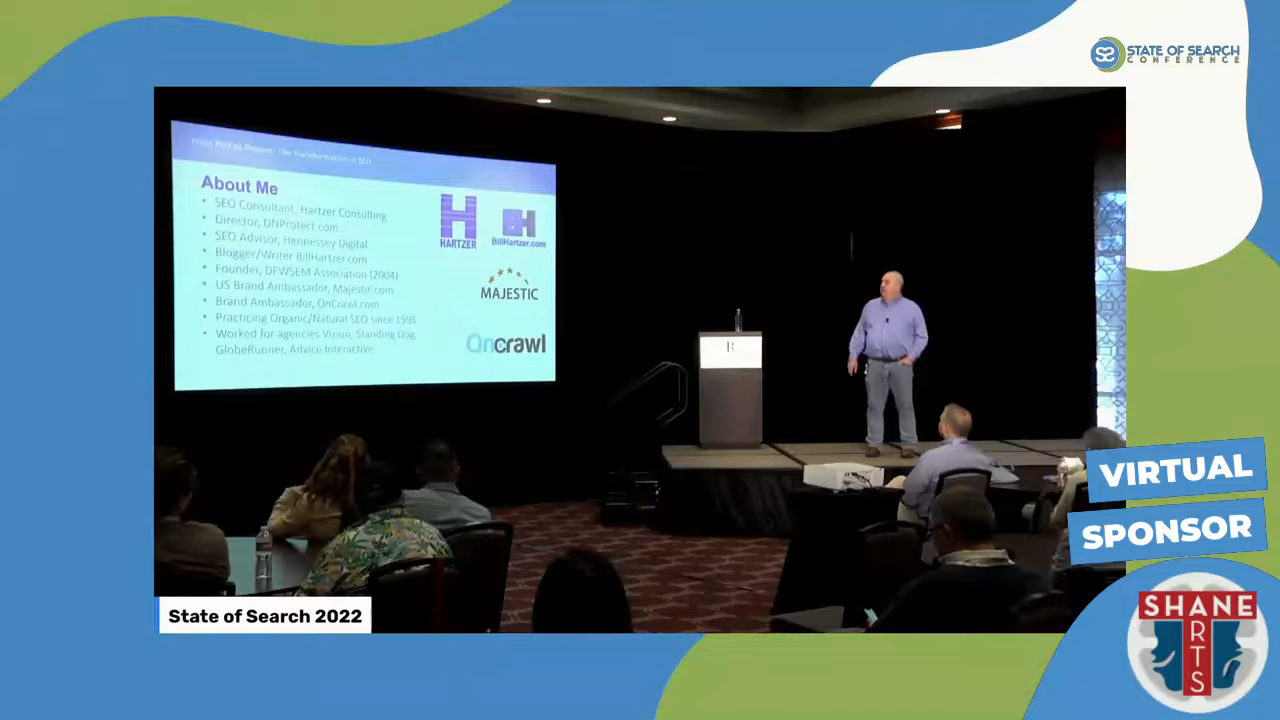 STATE OF SEARCH
CONFERENCE
From Past to Present: The Transformation of SEO
About Me
• SEO Consultant, Hartzer Consulting
• Director, DNProtect.com
• SEO Advisor, Hennessey Digital
• Blogger/Writer BillHartzer.com
• Founder, DFWSEM Association (2004)
• US Brand Ambassador, Majestic.com
• Brand Ambassador, OnCrawl.com
• Practicing Organic/Natural SEO since 1996
• Worked for agencies Vizion, Standing Dog,
GlobeRunner, Advice Interactive
H
HARTZER
BH
BillHartzer.com
MAJESTIC
Oncrawl
R
VIRTUAL
SPONSOR
State of Search 2022
SHANE
ARTS